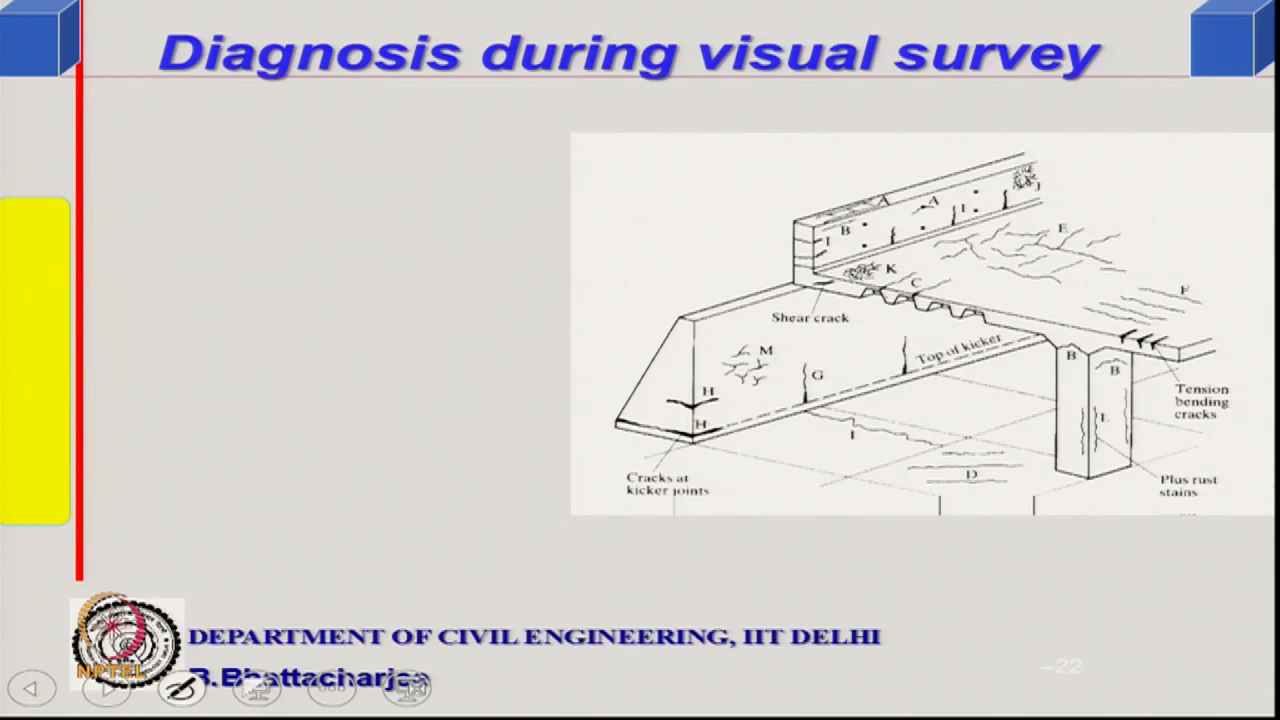 Diagnosis during visual survey
A
A
I
J
B
I
E
K
C
F
Shear crack
M
Top of kicker
G
B
B
H
Tension
bending
cracks
H
L
I
Cracks at
kicker joints
D
Plus rust
stains
DEPARTMENT OF CIVIL ENGINEERING, IIT DELHI
NPTEL
B.Bhattacharjee
–22